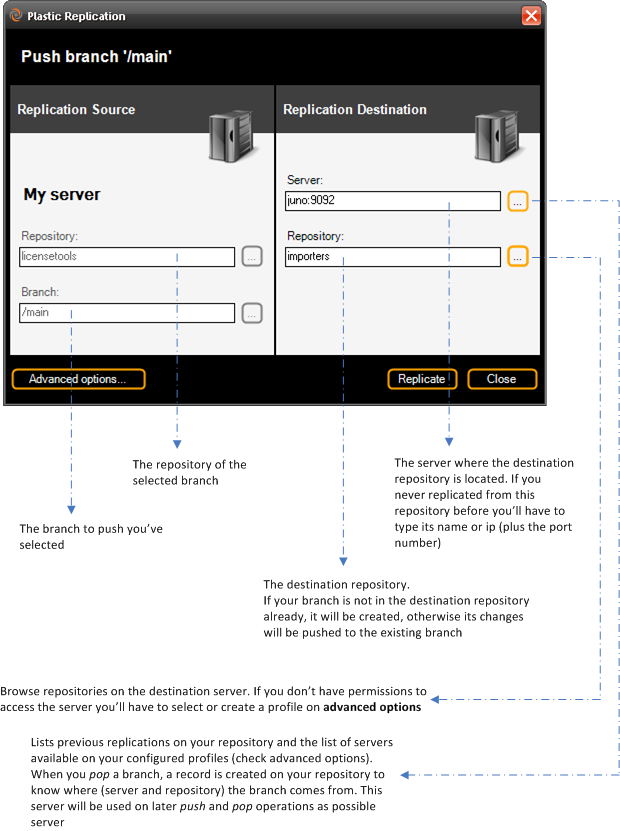 Plastic Replication
Push branch '/main'
Replication Source
Replication Destination
My server
Server:
juno:9092
...
Repository:
licensetools
...
Repository:
importers
...
Branch:
/main
...
Advanced options...
Replicate
Close
The repository of the
selected branch
The server where the destination
repository is located. If you
never replicated from this
repository before you'll have to
type its name or ip (plus the port
number)
The branch to push you've
selected
The destination repository.
If your branch is not in the destination repository
already, it will be created, otherwise its changes
will be pushed to the existing branch
Browse repositories on the destination server. If you don't have permissions to
access the server you'll have to select or create a profile on advanced options
Lists previous replications on your repository and the list of servers
available on your configured profiles (check advanced options).
When you pop a branch, a record is created on your repository to
know where (server and repository) the branch comes from. This
server will be used on later push and pop operations as possible
server